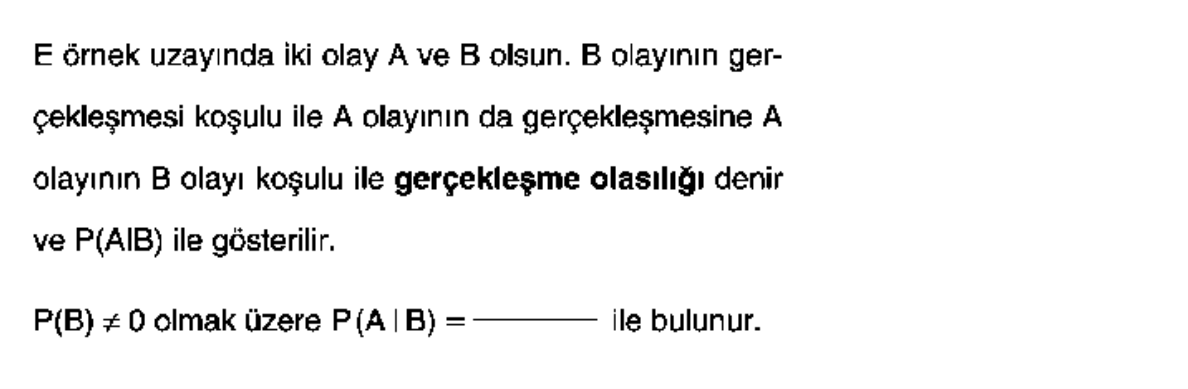 E örnek uzayında iki olay A ve B olsun. B olayının ger-
çekleşmesi koşulu ile A olayının da gerçekleşmesine A
olayının B olayı koşulu ile gerçekleşme olasılığı denir
ve P(AIB) ile gösterilir.
P(B) ≠ 0 olmak üzere P(A | B) = ——— ile bulunur.